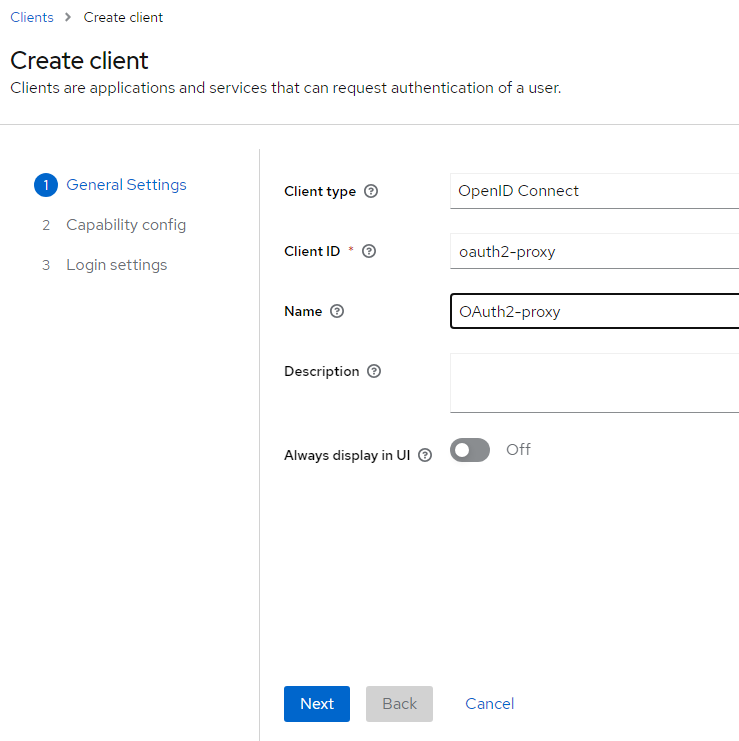 Clients > Create client
Create client
Clients are applications and services that can request authentication of a user.
1 General Settings
2 Capability config
3 Login settings
Client type ? OpenID Connect
Client ID * ? oauth2-proxy
Name ? OAuth2-proxy
Description ?
Always display in UI ? Off
Next Back Cancel